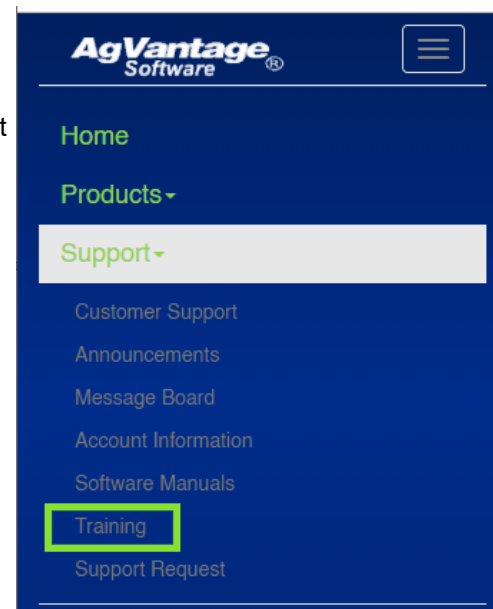 AgVantage
Software ®
t
Home
Products
Support
Customer Support
Announcements
Message Board
Account Information
Software Manuals
Training
Support Request